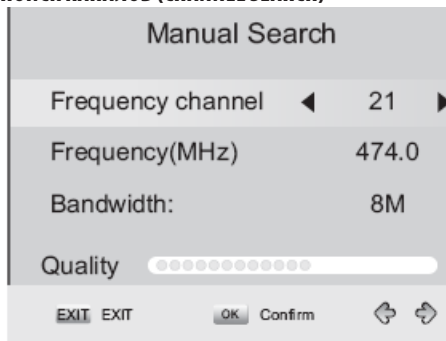 Manual Search
Frequency channel 21
Frequency(MHz) 474.0
Bandwidth: 8M
Quality
EXIT EXIT OK Confirm